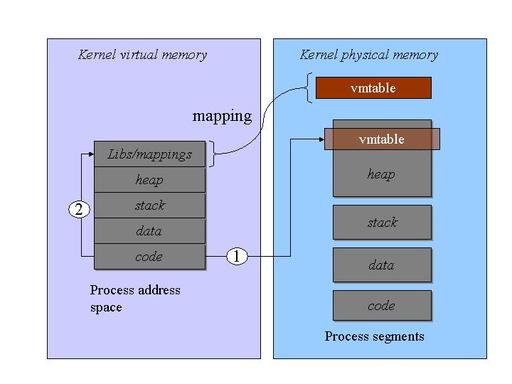 Kernel virtual memory
Kernel physical memory
vmtable
mapping
vmtable
Libs/mappings
heap
heap
stack
2
stack
data
code
1
data
Process address
space
code
Process segments